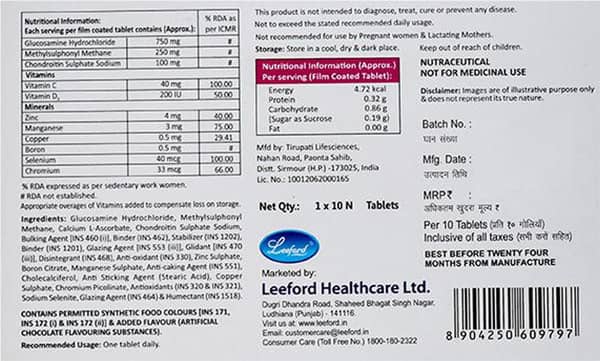 Nutritional Information:
Each serving per film coated tablet contains (Approx.):
% RDA as per ICMR
Glucosamine Hydrochloride 750 mg #
Methylsulphonyl Methane 250 mg #
Chondroitin Sulphate Sodium 100 mg #
Vitamins
Vitamin C 40 mg 100.00
Vitamin D3 200 IU 50.00
Minerals
Zinc 4 mg 40.00
Manganese 3 mg 75.00
Copper 0.5 mg 29.41
Boron 0.5 mg #
Selenium 40 mcg 100.00
Chromium 33 mcg 66.00
% RDA expressed as per sedentary work women.
# RDA not established.
Appropriate overages of Vitamins added to compensate loss on storage.
Ingredients: Glucosamine Hydrochloride, Methylsulphonyl
Methane, Calcium L-Ascorbate, Chondroitin Sulphate Sodium,
Bulking Agent [INS 460 (i)], Binder (INS462), Stabilizer (INS 1202),
Binder (INS 1201), Glazing Agent [INS 553 (iii)], Glidant [INS 470
(iii)], Disintegrant (INS 468), Anti-oxidant (INS 330), Zinc Sulphate,
Boron Citrate, Manganese Sulphate, Anti-caking Agent (INS 551),
Cholecalciferol, Anti Sticking Agent (Stearic Acid), Copper
Sulphate, Chromium Picolinate, Antioxidants (INS 320 & INS 321),
Sodium Selenite, Glazing Agent (INS 464) & Humectant (INS 1518).
CONTAINS PERMITTED SYNTHETIC FOOD COLOURS [INS 171,
INS 172 (i) & INS 172 (ii)] & ADDED FLAVOUR (ARTIFICIAL
CHOCOLATE FLAVOURING SUBSTANCES).
Recommended Usage: One tablet daily.
This product is not intended to diagnose, treat, cure or prevent any disease.
Not to exceed the stated recommended daily usage.
Not recommended for use by Pregnant women & Lactating Mothers.
Storage: Store in a cool, dry & dark place. Keep out of reach of children.
Nutritional Information (Approx.)
Per serving (Film Coated Tablet):
Energy 4.72 kcal
Protein 0.32 g
Carbohydrate 0.86 g
(Sugar as Sucrose 0.19 g)
Fat 0.00 g
Mfd by: Tirupati Lifesciences,
Nahan Road, Paonta Sahib,
Distt. Sirmour (H.P.) -173025, India
Lic. No.: 10012062000165
Net Qty.: 1 x 10 N Tablets
Leeford®
Marketed by:
Leeford Healthcare Ltd.
Dugri Dhandra Road, Shaheed Bhagat Singh Nagar,
Ludhiana (Punjab) - 141116.
Visit us at: www.leeford.in
Email: customercare@leeford.in
Consumer Care (Toll Free No.) 1800-180-2322
NUTRACEUTICAL
NOT FOR MEDICINAL USE
Disclaimer: Images are of illustrative purpose only
& does not represent its true nature.
Batch No. :
घान संख्या
Mfg. Date :
उत्पादन तिथि
MRP₹ :
अधिकतम खुदरा मूल्य ₹
Per 10 Tablets (प्रति १० गोलियाँ)
Inclusive of all taxes (सभी करों सहित)
BEST BEFORE TWENTY FOUR
MONTHS FROM MANUFACTURE
8 904250 609797